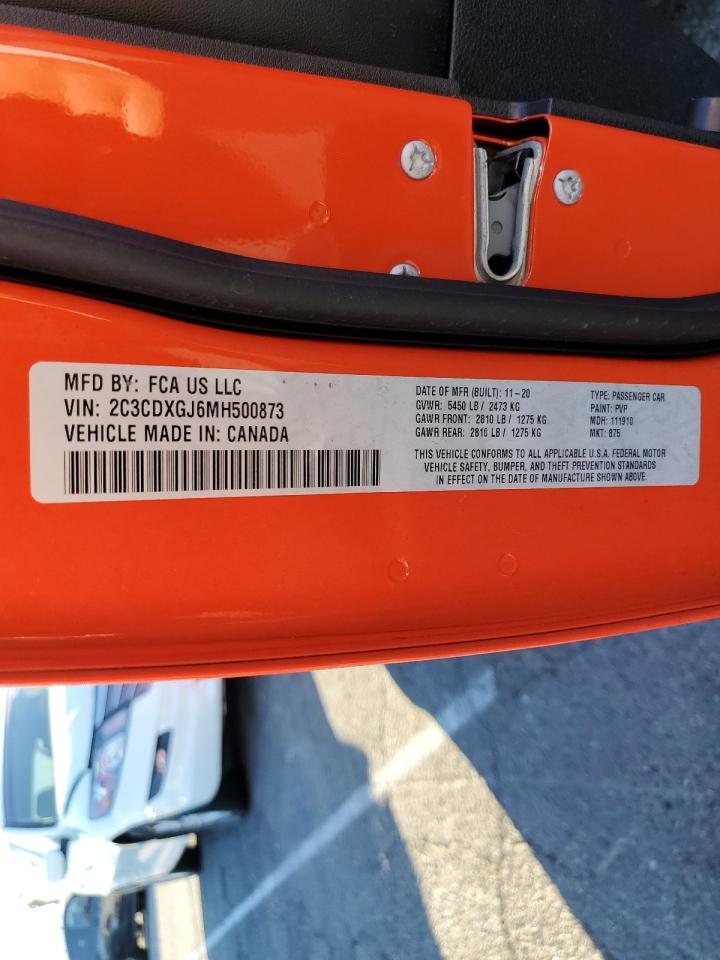 MFD BY: FCA US LLC
VIN: 2C3CDXGJ6MH500873
VEHICLE MADE IN: CANADA
DATE OF MFR (BUILT): 11-20
GVWR: 5450 LB / 2473 KG
GAWR FRONT: 2810 LB / 1275 KG
GAWR REAR: 2810 LB / 1275 KG
TYPE: PASSENGER CAR
PAINT: PVP
MDH: 111910
MKT: 875
THIS VEHICLE CONFORMS TO ALL APPLICABLE U.S.A. FEDERAL MOTOR
VEHICLE SAFETY, BUMPER, AND THEFT PREVENTION STANDARDS
IN EFFECT ON THE DATE OF MANUFACTURE SHOWN ABOVE.